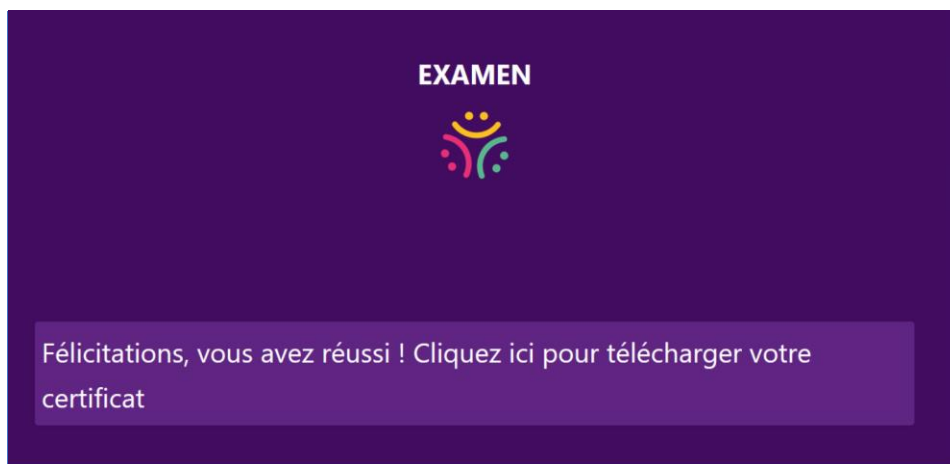 EXAMEN
Félicitations, vous avez réussi ! Cliquez ici pour télécharger votre
certificat